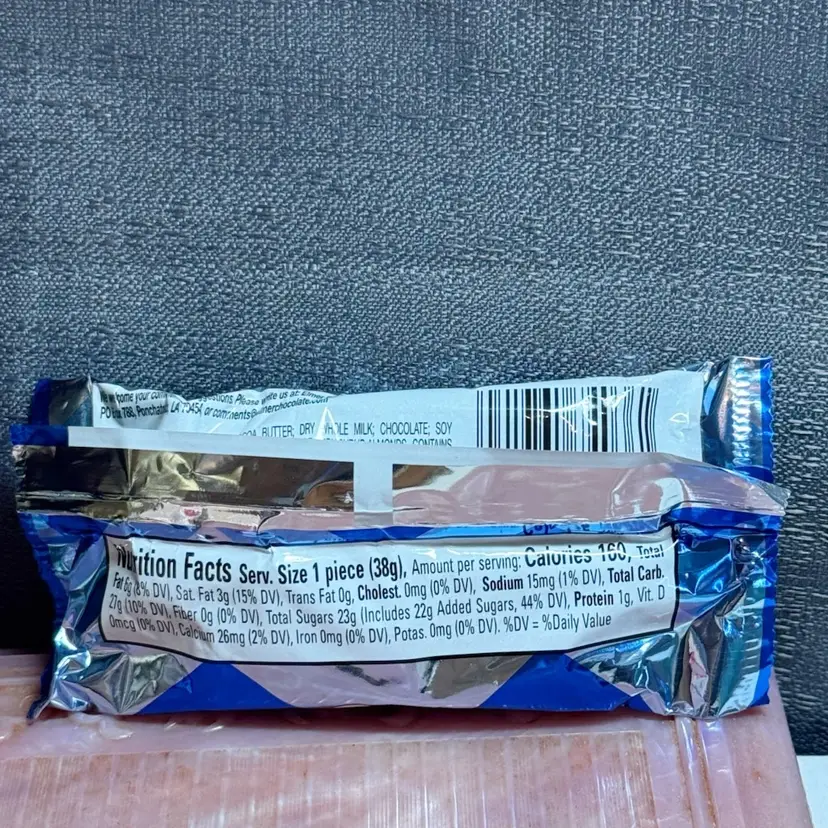 come your com gestions. Please write us at: Elmer
PO Box 788, Ponchatoula, LA 70454, or comments@elmerchocolate.com
BUTTER; DRY WHOLE MILK; CHOCOLATE; SOY
ALMONDS. CONTAINS
Nutrition Facts Serv. Size 1 piece (38g), Amount per serving: Calories 160, Total
Fat 6g (8% DV), Sat. Fat 3g (15% DV), Trans Fat 0g, Cholest. 0mg (0% DV), Sodium 15mg (1% DV), Total Carb.
27g (10% DV), Fiber 0g (0% DV), Total Sugars 23g (Includes 22g Added Sugars, 44% DV), Protein 1g, Vit. D
0mcg (0% DV), Calcium 26mg (2% DV), Iron 0mg (0% DV), Potas. 0mg (0% DV). %DV = %Daily Value